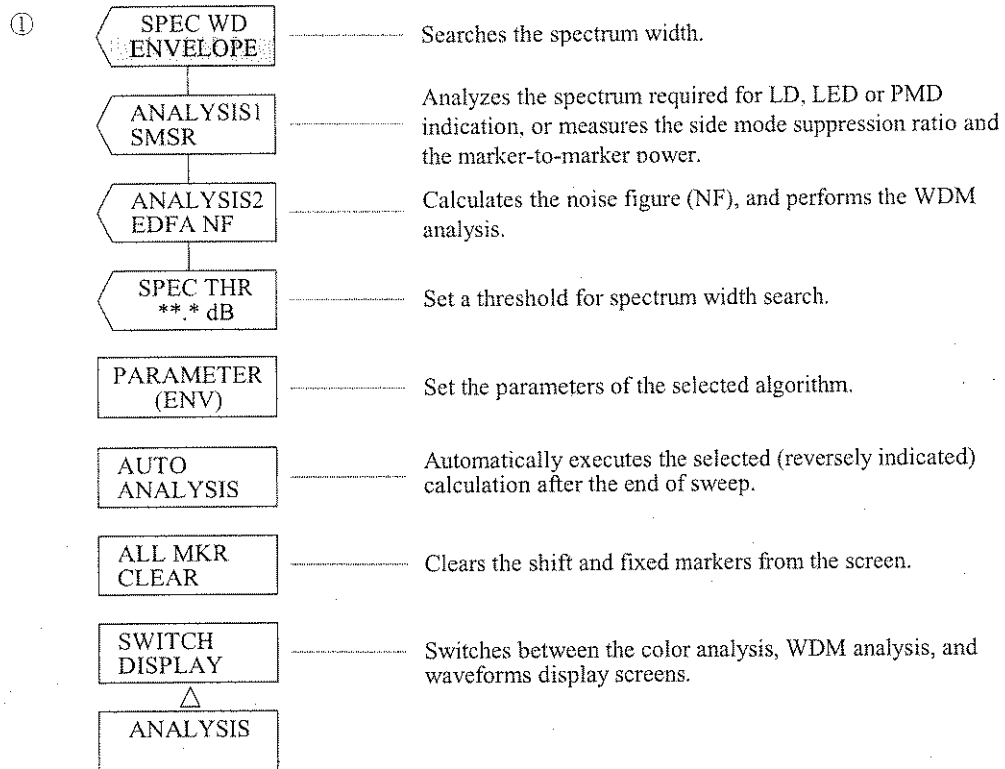 ①
SPEC WD
ENVELOPE
Searches the spectrum width.
ANALYSIS1
SMSR
Analyzes the spectrum required for LD, LED or PMD
indication, or measures the side mode suppression ratio and
the marker-to-marker power.
ANALYSIS2
EDFA NF
Calculates the noise figure (NF), and performs the WDM
analysis.
SPEC THR
**.* dB
Set a threshold for spectrum width search.
PARAMETER
(ENV)
Set the parameters of the selected algorithm.
AUTO
ANALYSIS
Automatically executes the selected (reversely indicated)
calculation after the end of sweep.
ALL MKR
CLEAR
Clears the shift and fixed markers from the screen.
SWITCH
DISPLAY
Switches between the color analysis, WDM analysis, and
waveforms display screens.
ANALYSIS